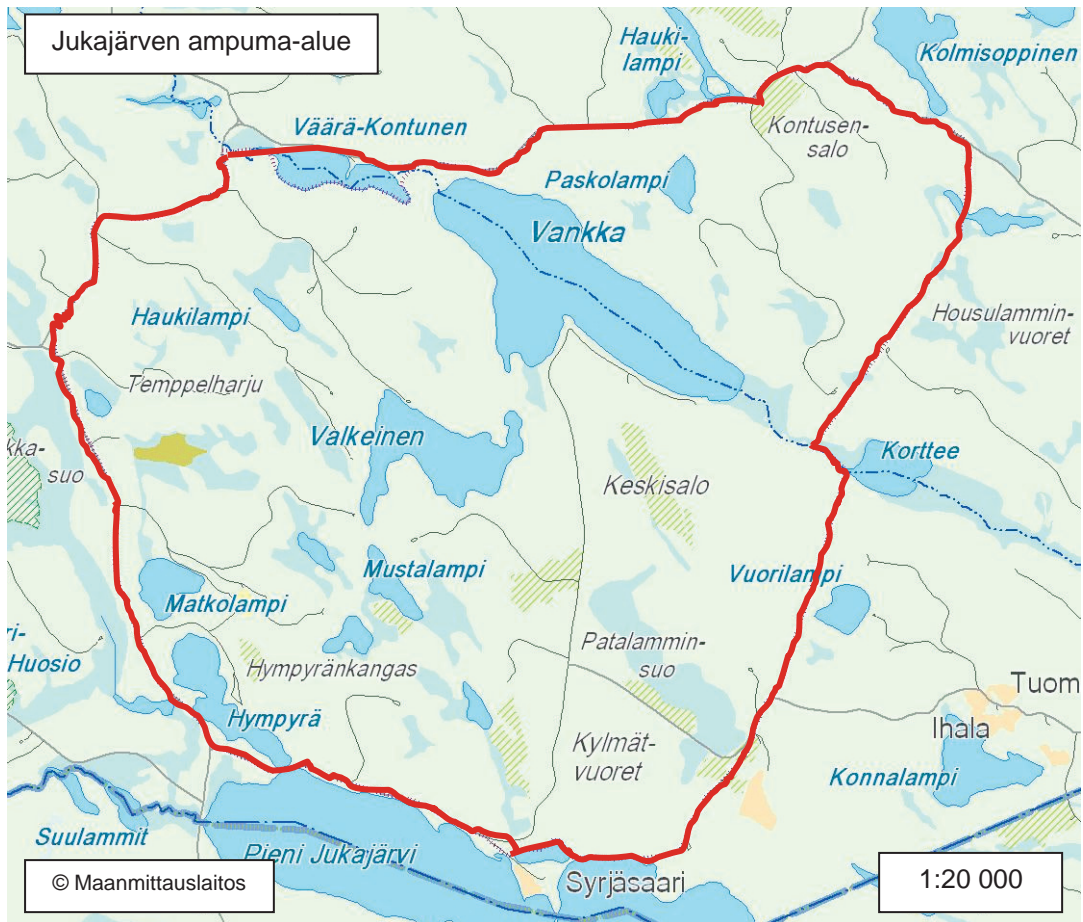 Jukajärven ampuma-alue
Hauki-
lampi
Kolmisoppinen
Väärä-Kontunen
Kontusen-
salo
Paskolampi
Vankka
Haukilampi
Housulammin-
vuoret
Temppelharju
Valkeinen
kka-
suo
Korttee
Keskisalo
Mustalampi
Vuorilampi
Matkolampi
ri-
Huosio
Hympyränkangas
Patalammin-
suo
Tuom
Ihala
Hympyrä
Kylmät-
vuoret
Konnalampi
Suulammit
Pieni Jukajärvi
Syrjäsaari
© Maanmittauslaitos
1:20 000